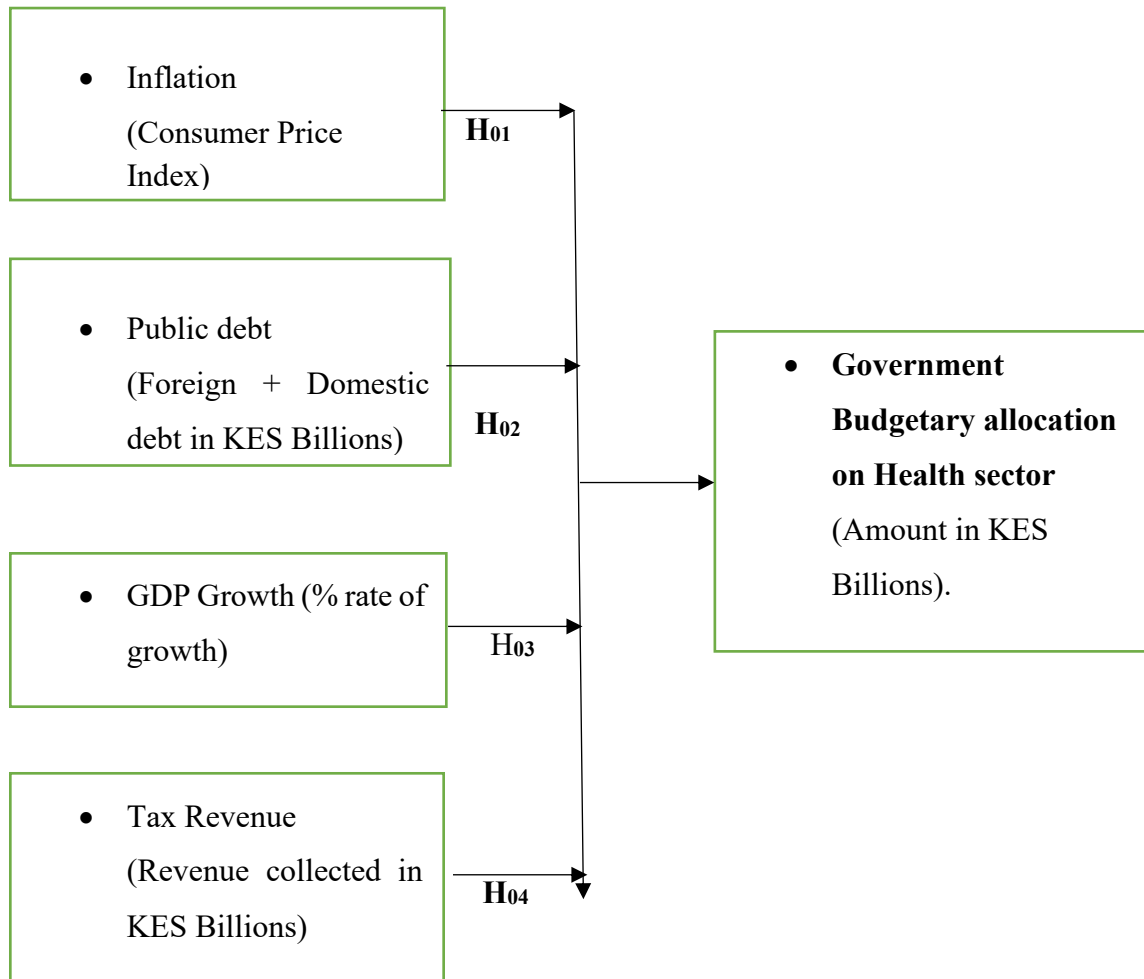 • Inflation
(Consumer Price
Index)
H01
• Public debt
(Foreign + Domestic
debt in KES Billions)
H02
• GDP Growth (% rate of
growth)
H03
• Tax Revenue
(Revenue collected in
KES Billions)
H04
• Government
Budgetary allocation
on Health sector
(Amount in KES
Billions).